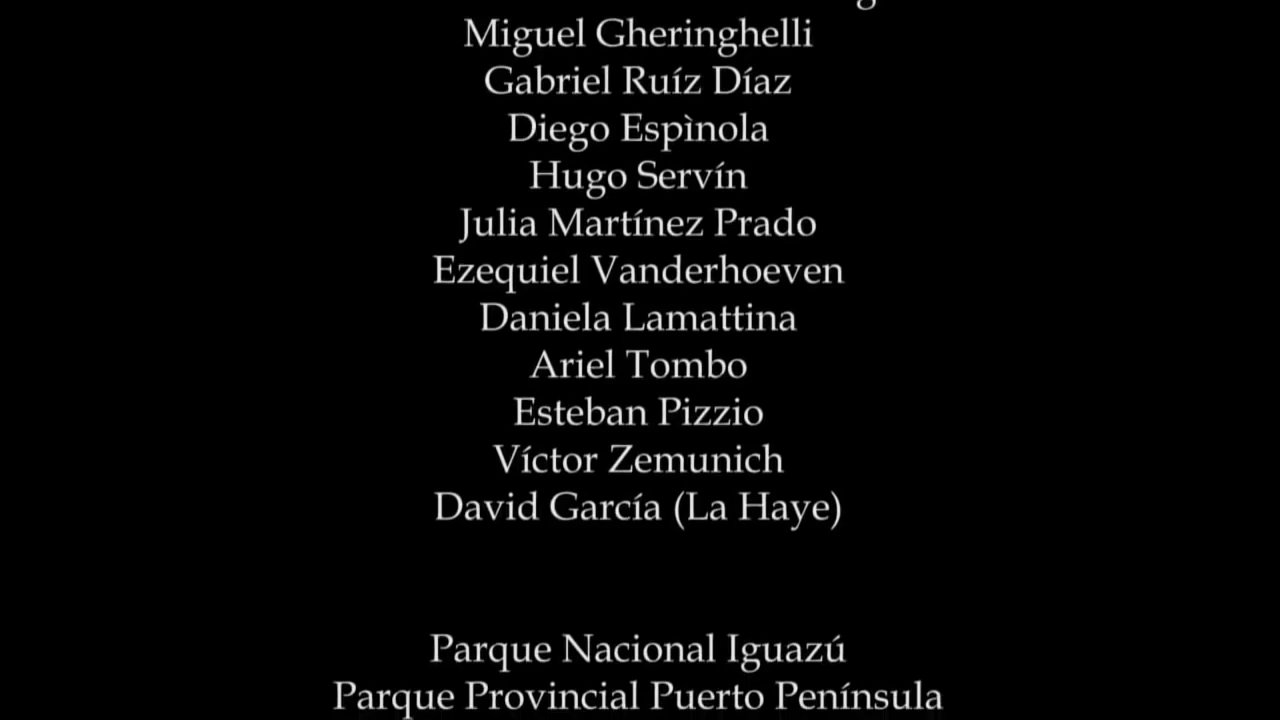 Miguel Gheringhelli
Gabriel Ruíz Díaz
Diego Espìnola
Hugo Servín
Julia Martínez Prado
Ezequiel Vanderhoeven
Daniela Lamattina
Ariel Tombo
Esteban Pizzio
Víctor Zemunich
David García (La Haye)
Parque Nacional Iguazú
Parque Provincial Puerto Península